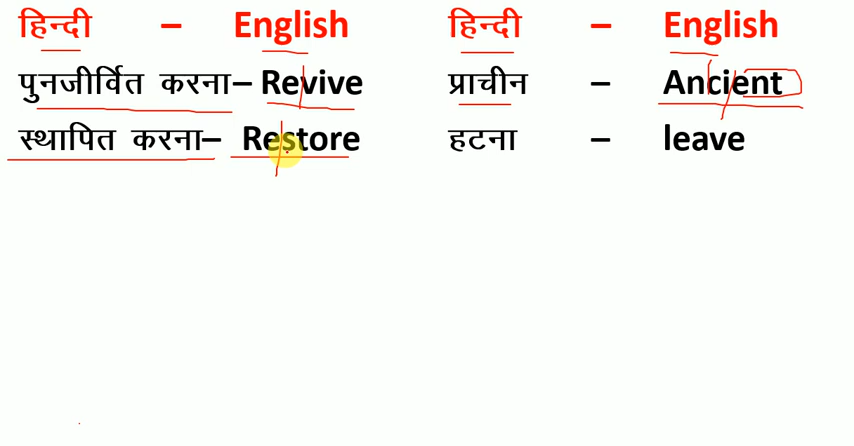 हिन्दी – English हिन्दी – English
पुनजीर्वित करना– Revive प्राचीन – Ancient
स्थापित करना– Restore हटना – leave